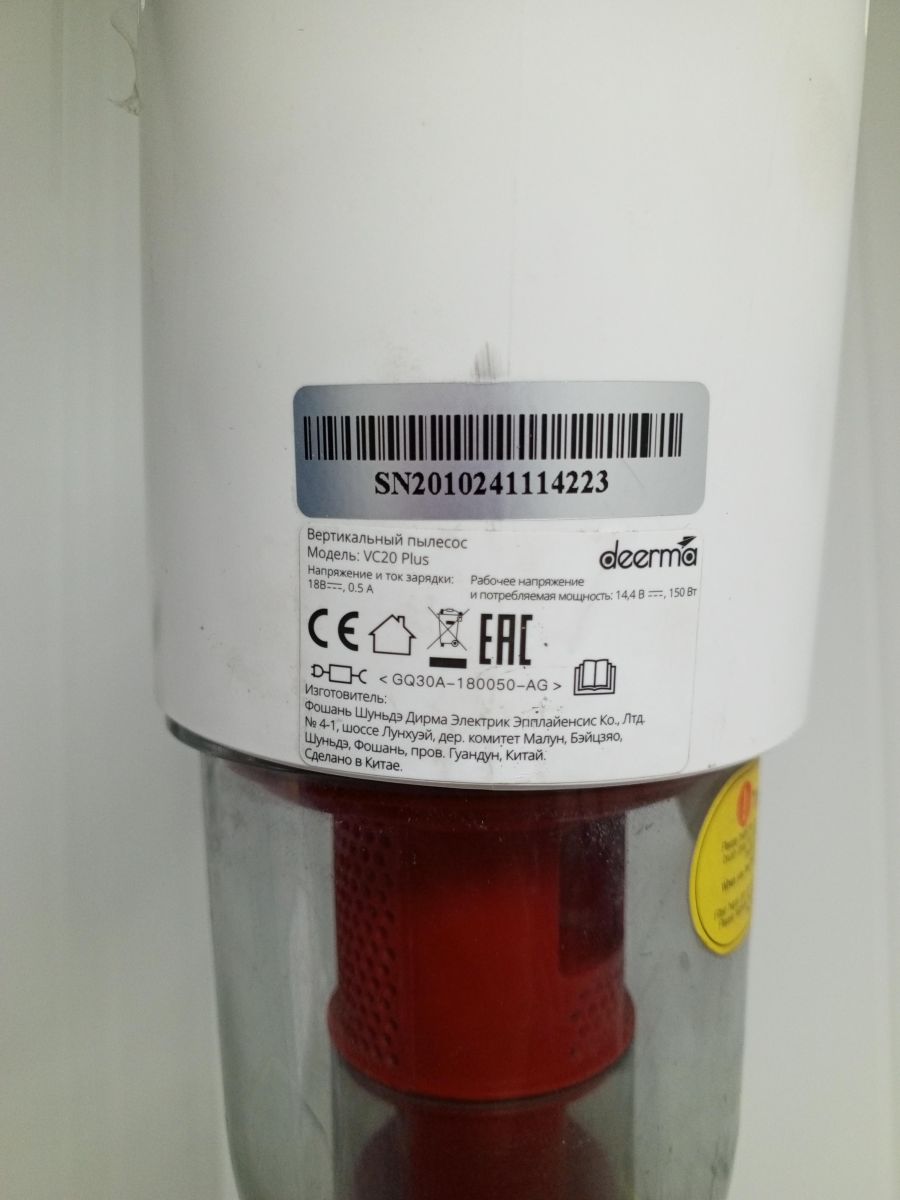 SN2010241114223
Вертикальный пылесос
Модель: VC20 Plus
deerma
Напряжение и ток зарядки:
18В⎓, 0.5 А
Рабочее напряжение
и потребляемая мощность: 14,4 В ⎓, 150 Вт
CE
EAC
< GQ30A-180050-AG >
Изготовитель:
Фошань Шуньдэ Дирма Электрик Эпплайенсис Ко., Лтд.
№ 4-1, шоссе Лунхуэй, дер. комитет Малун, Бэйцзяо,
Шуньдэ, Фошань, пров. Гуандун, Китай.
Сделано в Китае.